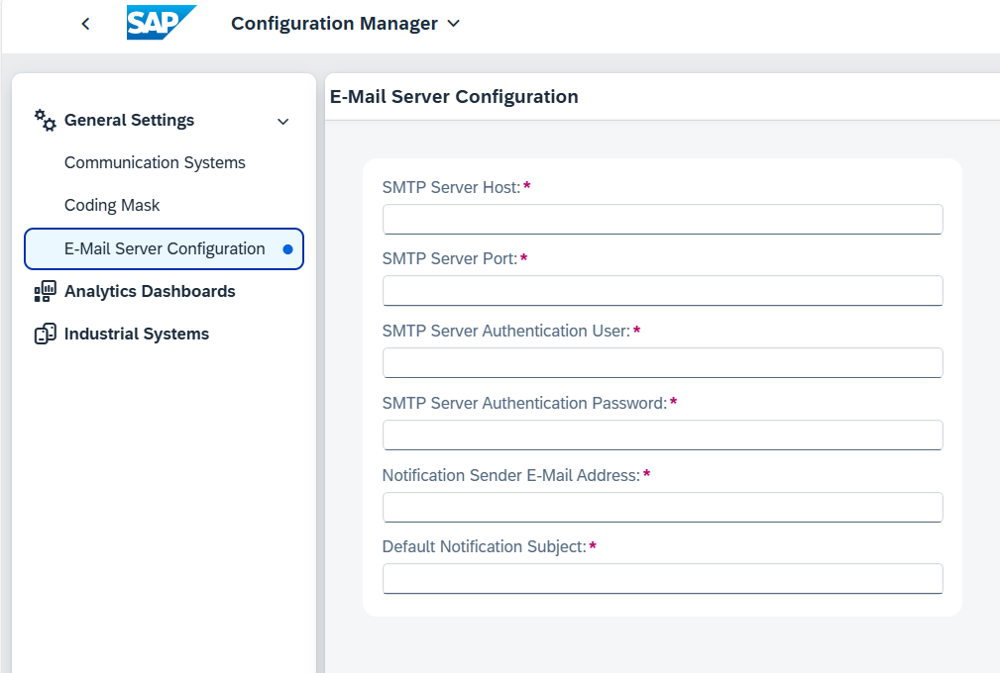 SAP Configuration Manager
General Settings
Communication Systems
Coding Mask
E-Mail Server Configuration
Analytics Dashboards
Industrial Systems
E-Mail Server Configuration
SMTP Server Host:*
SMTP Server Port:*
SMTP Server Authentication User:*
SMTP Server Authentication Password:*
Notification Sender E-Mail Address:*
Default Notification Subject:*